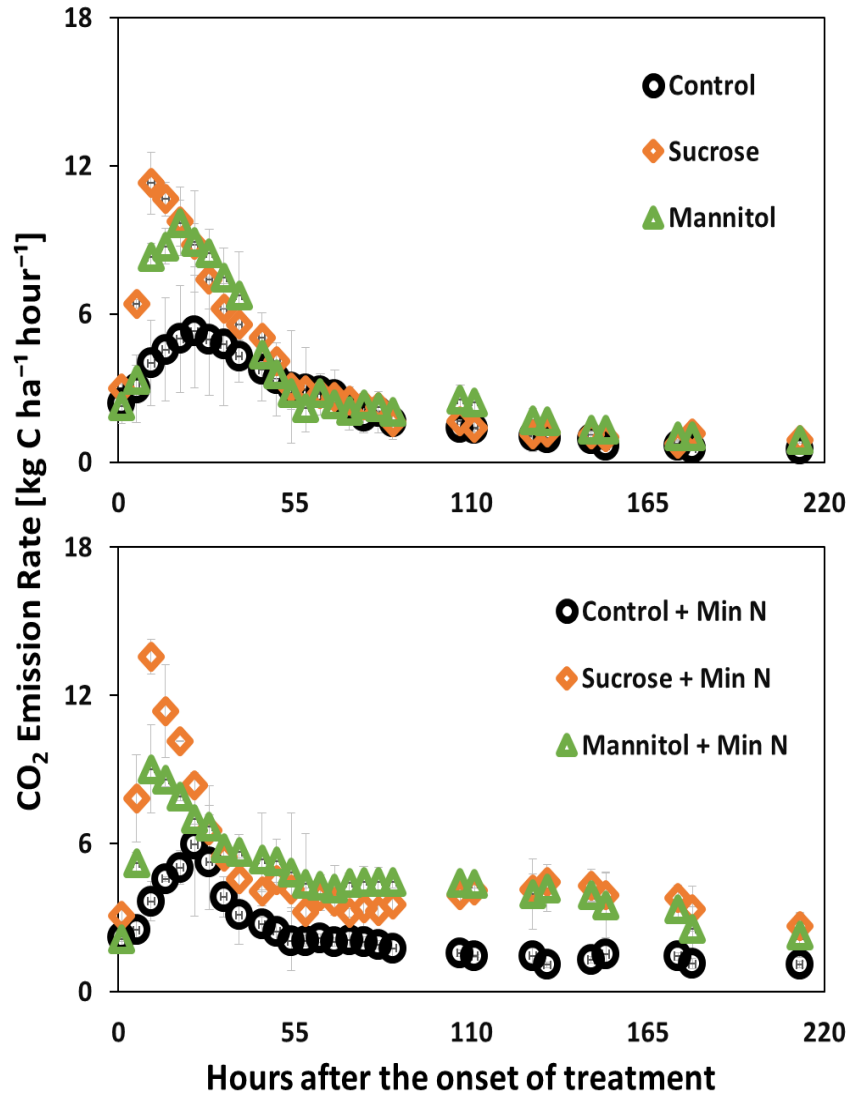 CO₂ Emission Rate [kg C ha⁻¹ hour⁻¹]
18
12
6
0
Control
Sucrose
Mannitol
0 55 110 165 220
18
12
6
0
Control + Min N
Sucrose + Min N
Mannitol + Min N
0 55 110 165 220
Hours after the onset of treatment